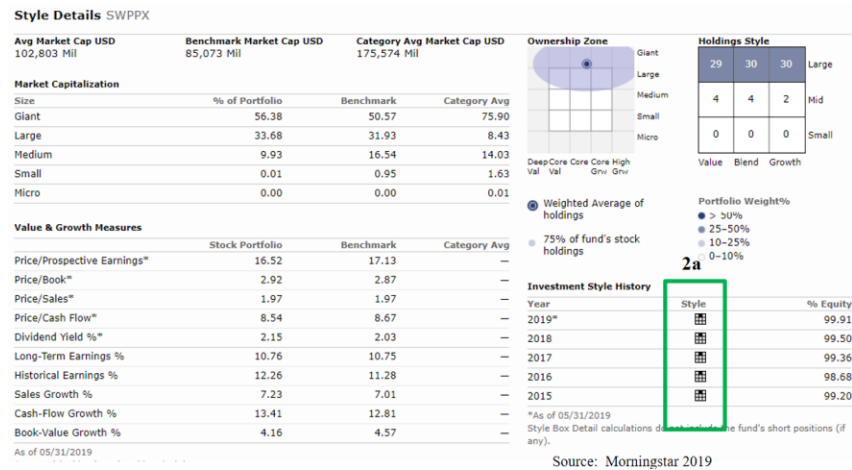 Style Details SWPPX
Avg Market Cap USD Benchmark Market Cap USD Category Avg Market Cap USD
102,803 Mil 85,073 Mil 175,574 Mil
Market Capitalization
Size % of Portfolio Benchmark Category Avg
Giant 56.38 50.57 75.90
Large 33.68 31.93 8.43
Medium 9.93 16.54 14.03
Small 0.01 0.95 1.63
Micro 0.00 0.00 0.01
Value & Growth Measures
Stock Portfolio Benchmark Category Avg
Price/Prospective Earnings* 16.52 17.13 —
Price/Book* 2.92 2.87 —
Price/Sales* 1.97 1.97 —
Price/Cash Flow* 8.54 8.67 —
Dividend Yield %* 2.15 2.03 —
Long-Term Earnings % 10.76 10.75 —
Historical Earnings % 12.26 11.28 —
Sales Growth % 7.23 7.01 —
Cash-Flow Growth % 13.41 12.81 —
Book-Value Growth % 4.16 4.57 —
As of 05/31/2019
Ownership Zone
Giant
Large
Medium
Small
Micro
Deep Core Core Core High
Val Val Grw Grw
Weighted Average of
holdings
75% of fund's stock
holdings
Holdings Style
29 30 30 Large
4 4 2 Mid
0 0 0 Small
Value Blend Growth
Portfolio Weight%
> 50%
25–50%
10–25%
0–10%
2a
Investment Style History
Year Style % Equity
2019* 99.91
2018 99.50
2017 99.36
2016 98.68
2015 99.20
*As of 05/31/2019
Style Box Detail calculations do not include the fund's short positions (if
any).
Source: Morningstar 2019